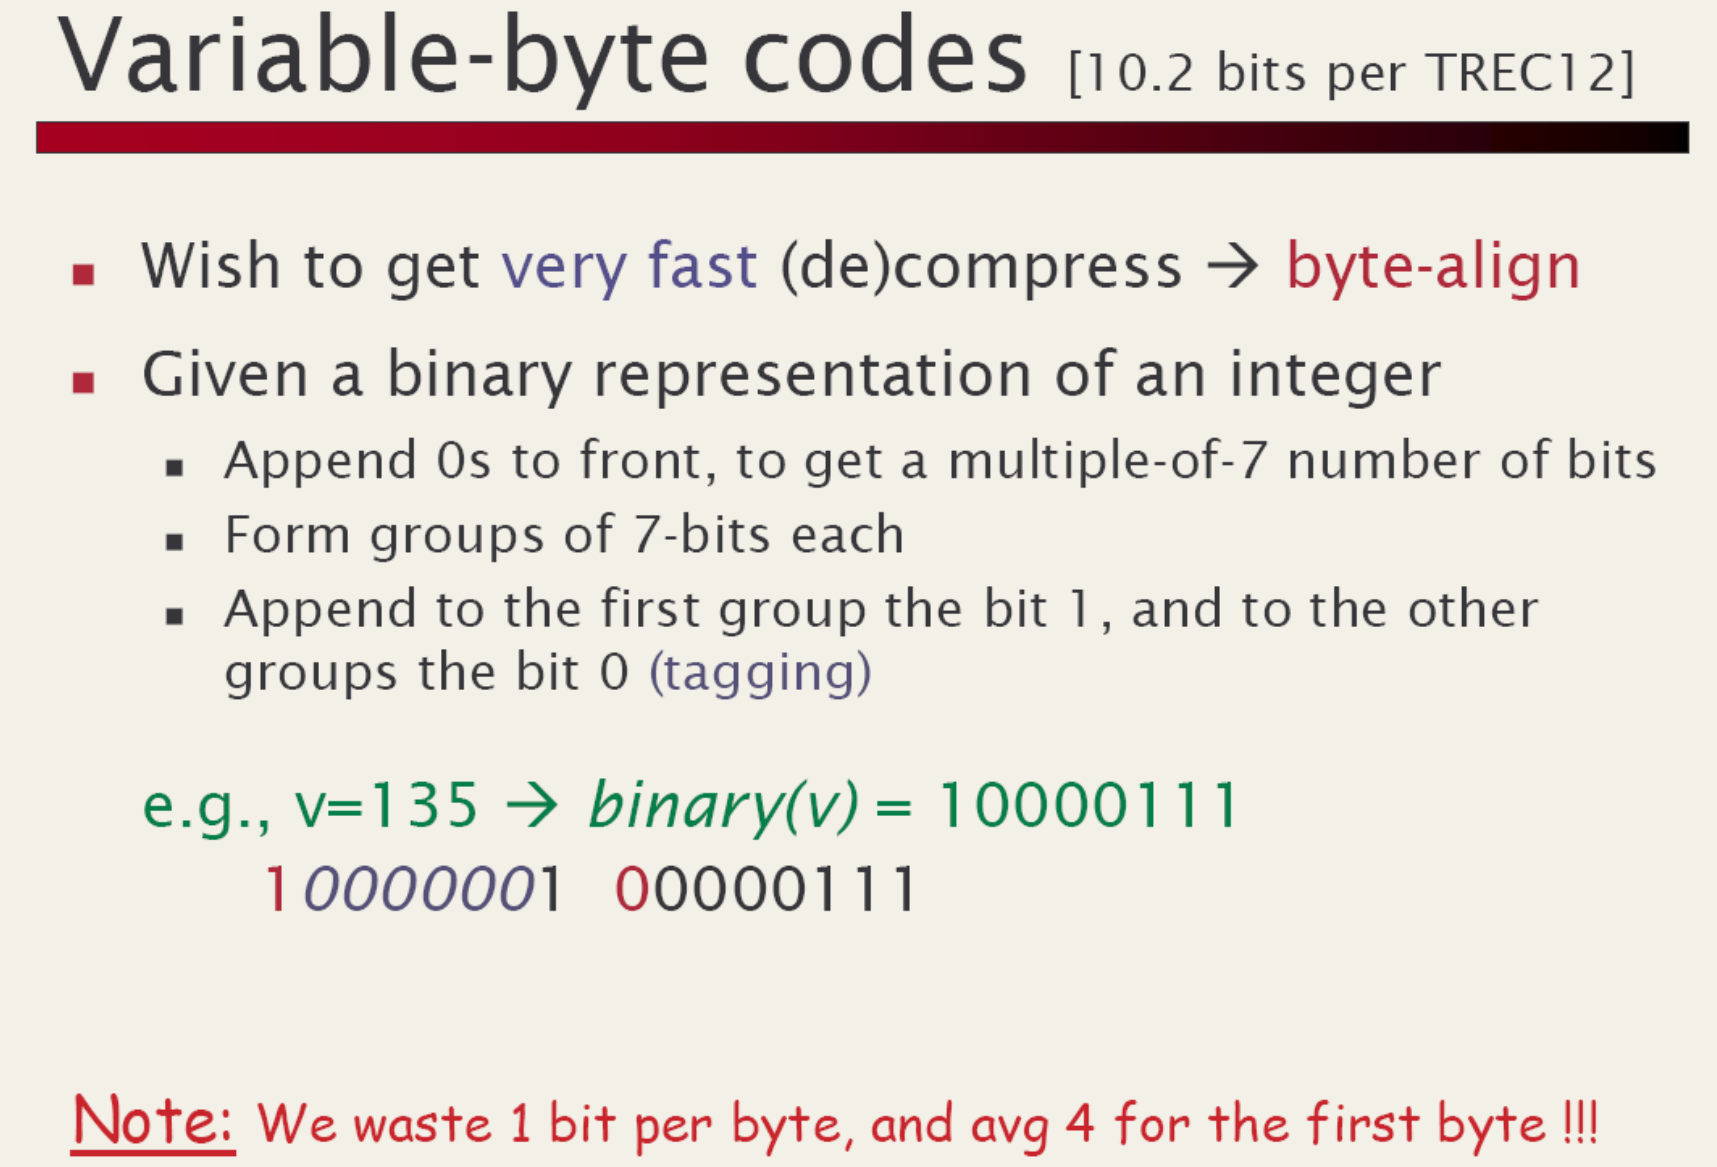 Variable-byte codes [10.2 bits per TREC12]
Wish to get very fast (de)compress → byte-align
Given a binary representation of an integer
Append 0s to front, to get a multiple-of-7 number of bits
Form groups of 7-bits each
Append to the first group the bit 1, and to the other
groups the bit 0 (tagging)
e.g., v=135 → binary(v) = 10000111
10000001 00000111
Note: We waste 1 bit per byte, and avg 4 for the first byte !!!